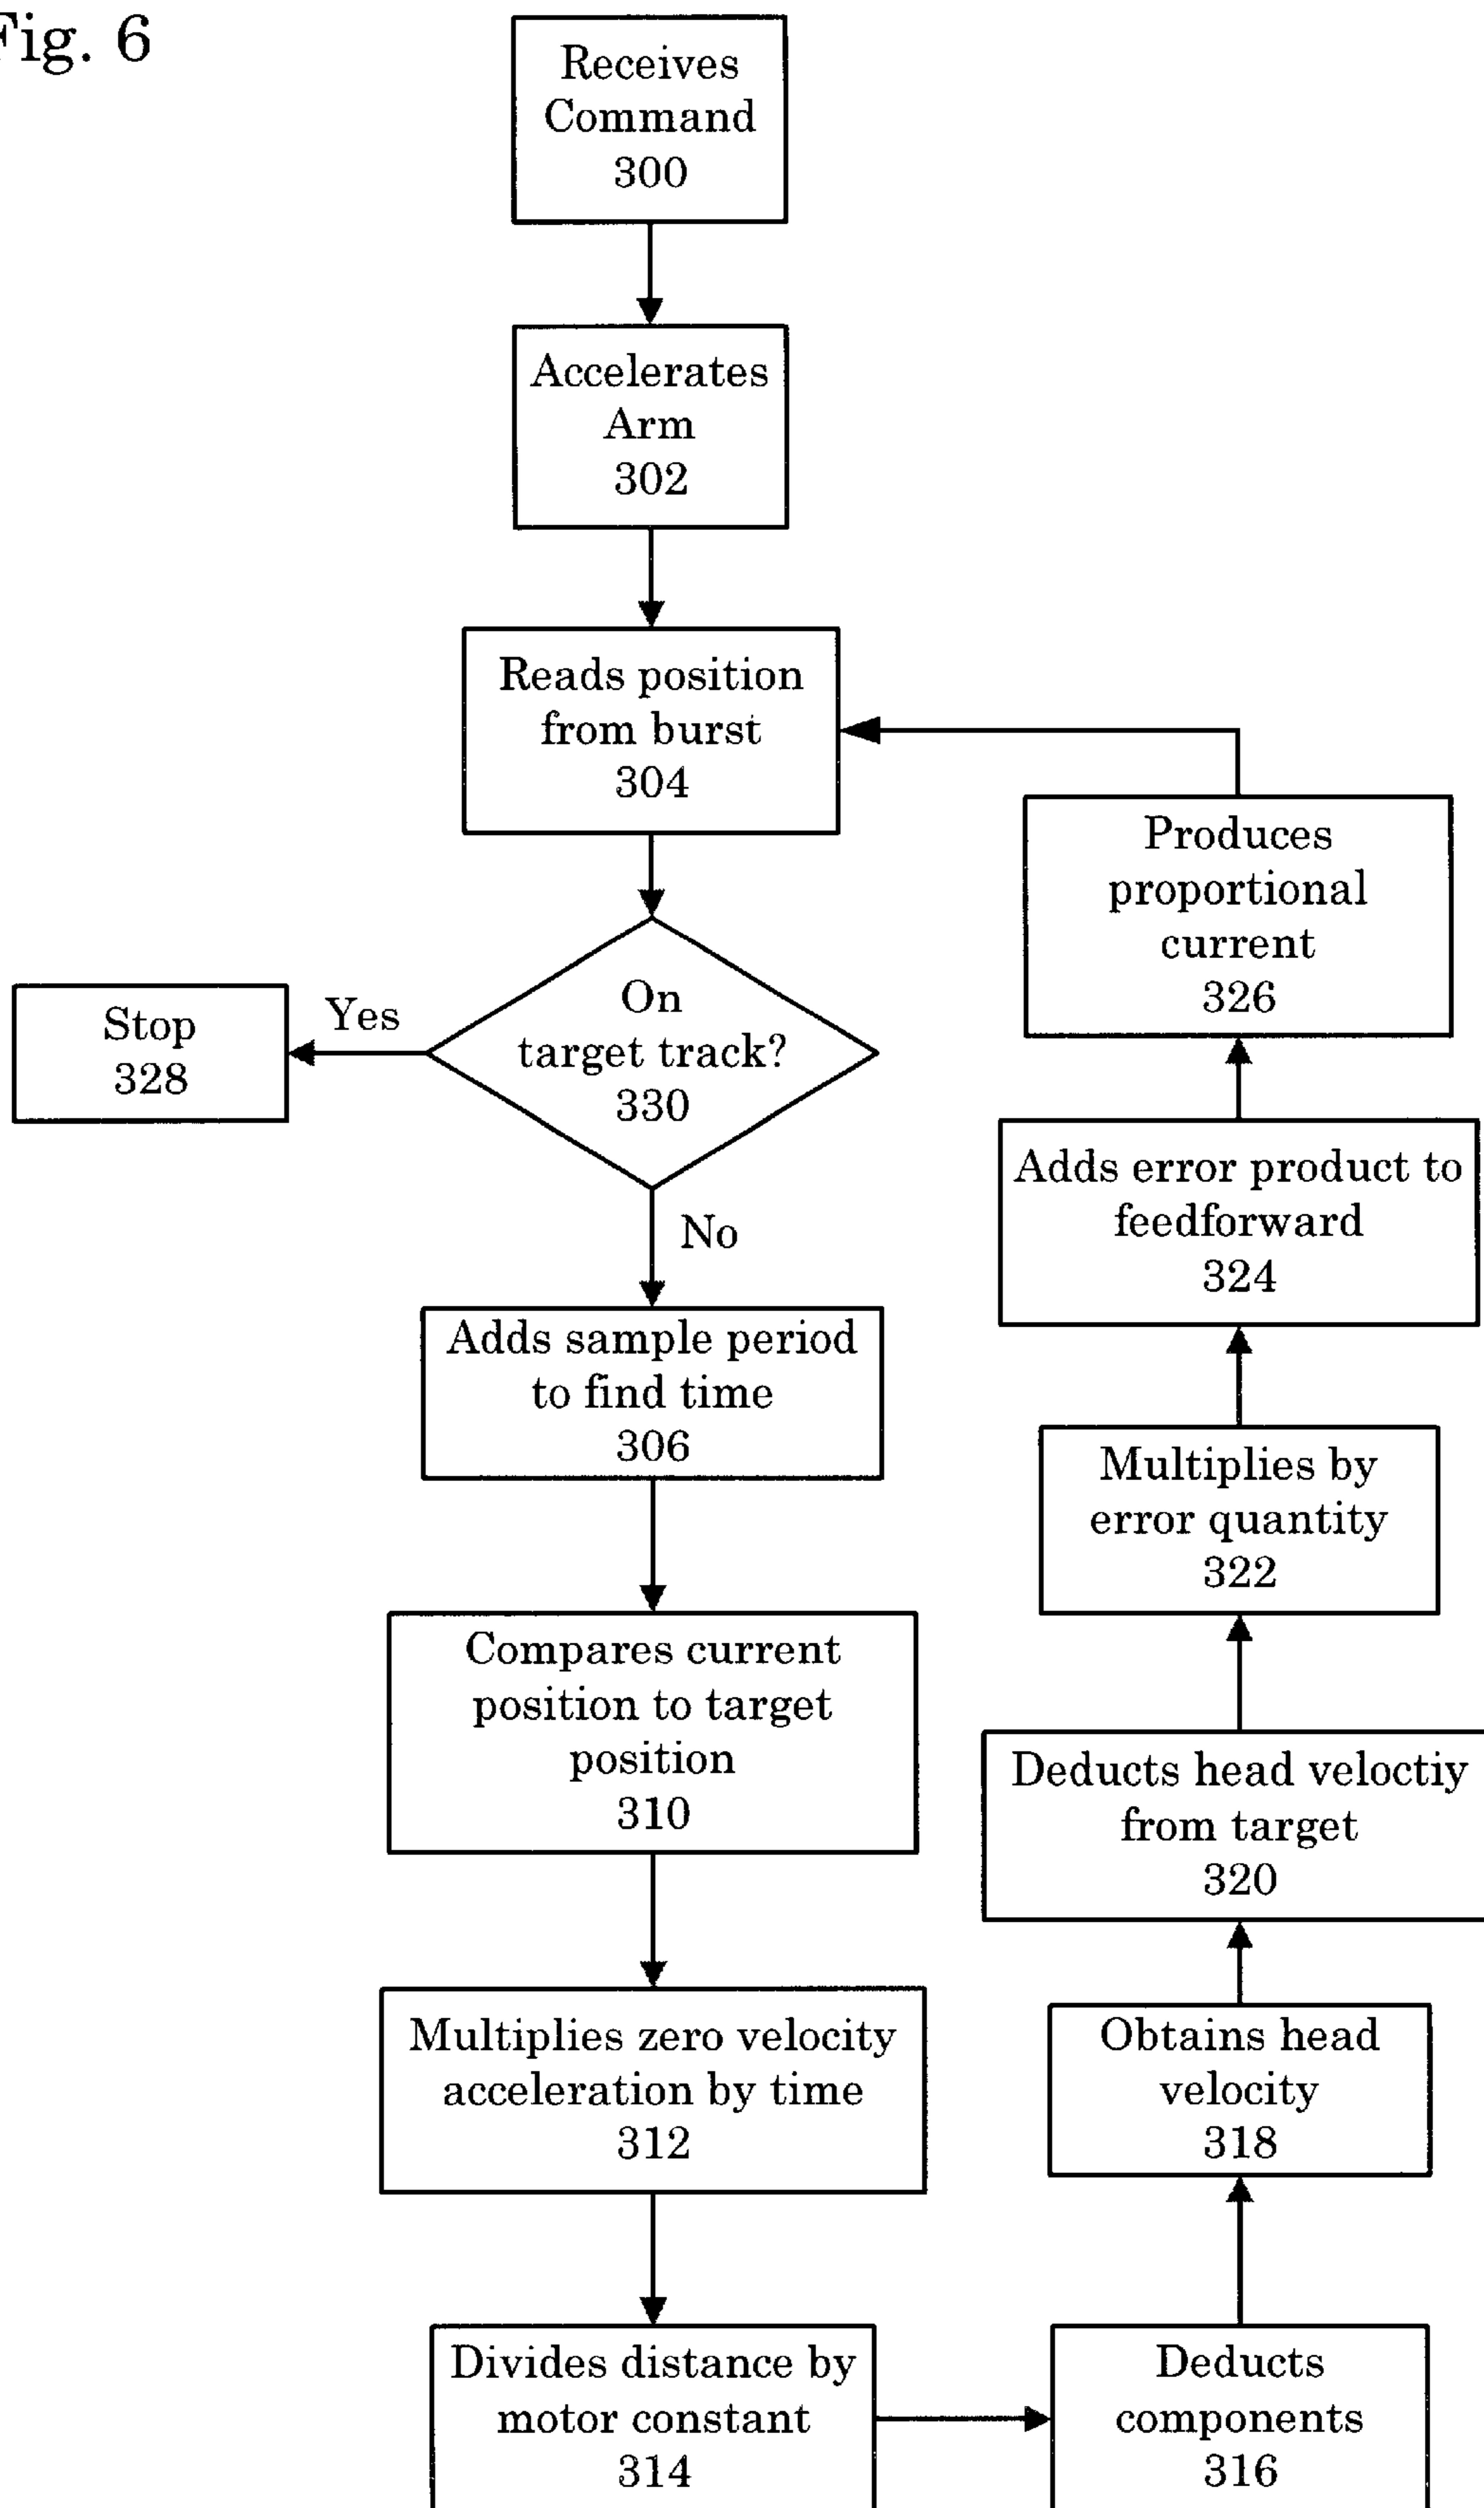 Fig. 6
Receives
Command
300
Accelerates
Arm
302
Reads position
from burst
304
On
target track?
330
Yes
Stop
328
No
Adds sample period
to find time
306
Compares current
position to target
position
310
Multiplies zero velocity
acceleration by time
312
Divides distance by
motor constant
314
Deducts
components
316
Obtains head
velocity
318
Deducts head veloctiy
from target
320
Multiplies by
error quantity
322
Adds error product to
feedforward
324
Produces
proportional
current
326